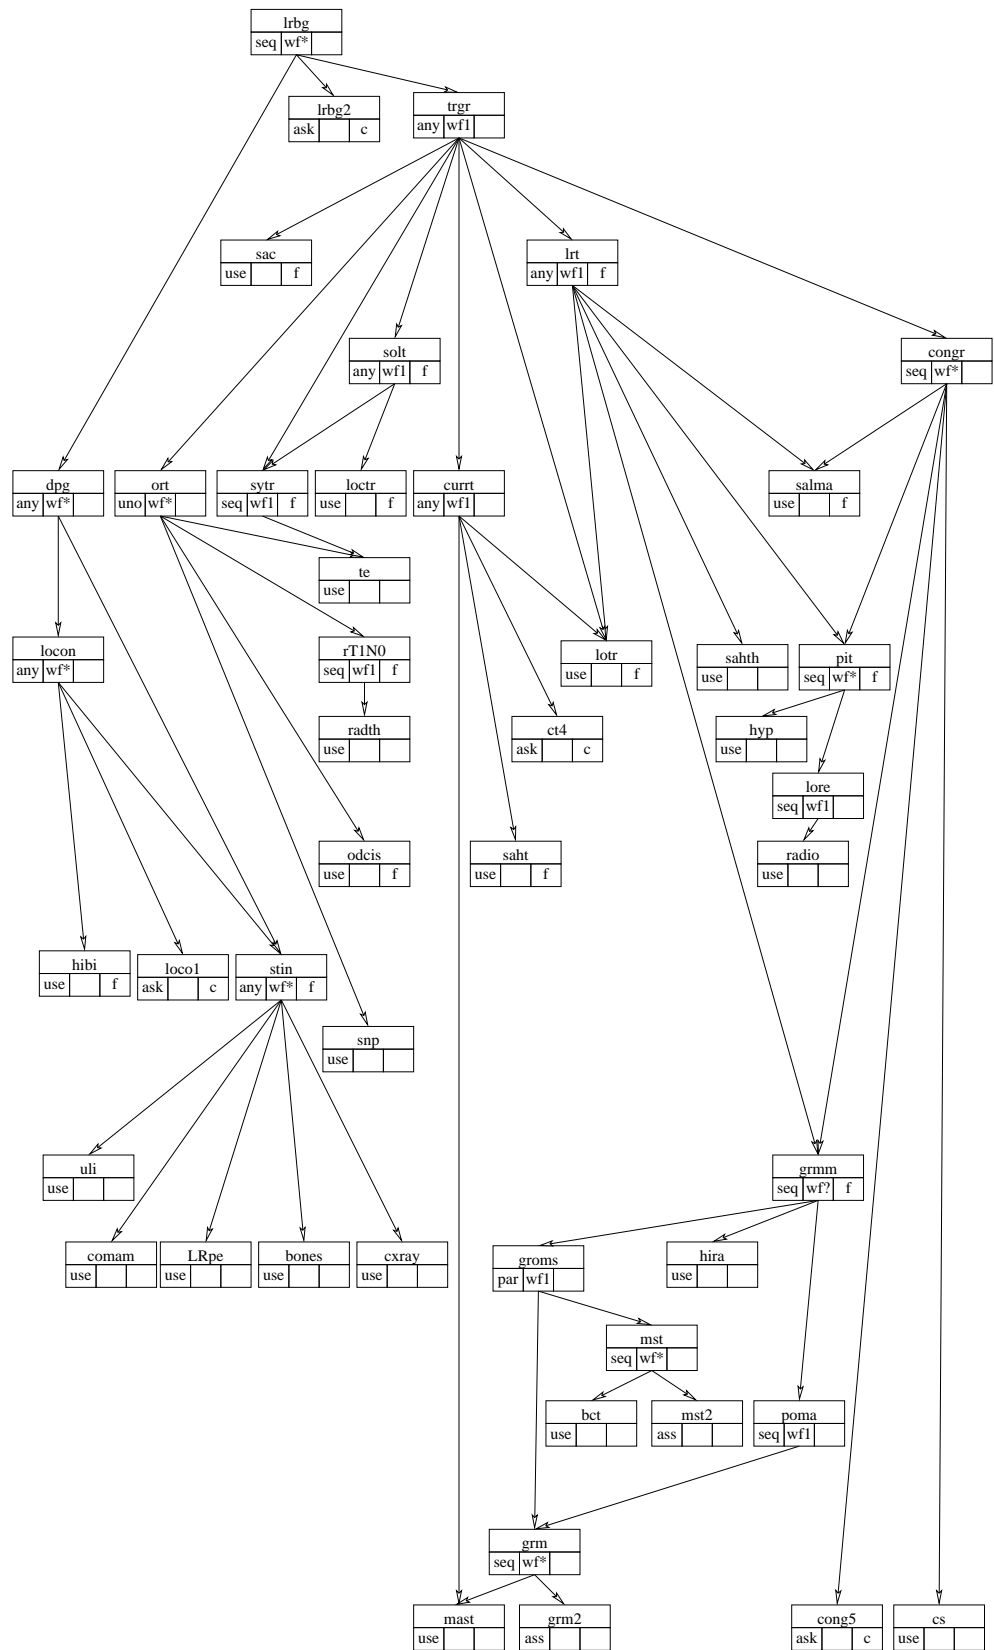 lrbg
seq wf*
lrbg2
ask c
trgr
any wf1
sac
use f
lrt
any wf1 f
solt
any wf1 f
congr
seq wf*
dpg
any wf*
ort
uno wf*
sytr
seq wf1 f
loctr
use f
currt
any wf1
salma
use f
te
use
locon
any wf*
rT1N0
seq wf1 f
lotr
use f
sahth
use
pit
seq wf* f
radth
use
ct4
ask c
hyp
use
lore
seq wf1
odcis
use f
saht
use f
radio
use
hibi
use f
loco1
ask c
stin
any wf* f
snp
use
uli
use
grmm
seq wf? f
comam
use
LRpe
use
bones
use
cxray
use
groms
par wf1
hira
use
mst
seq wf*
bct
use
mst2
ass
poma
seq wf1
grm
seq wf*
mast
use
grm2
ass
cong5
ask c
cs
use